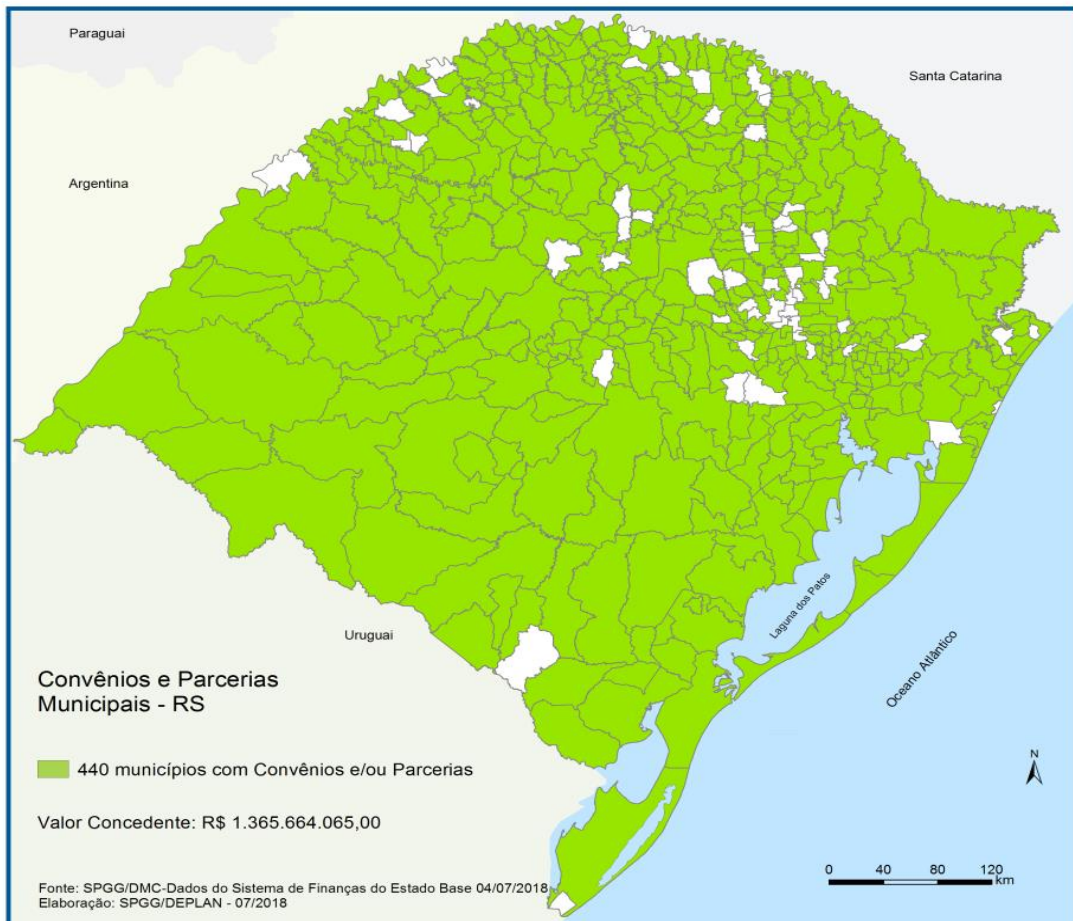 Paraguai
Santa Catarina
Argentina
Laguna dos Patos
Uruguai
Oceano Atlântico
Convênios e Parcerias
Municipais - RS
440 municípios com Convênios e/ou Parcerias
N
Valor Concedente: R$ 1.365.664.065,00
0 40 80 120
km
Fonte: SPGG/DMC-Dados do Sistema de Finanças do Estado Base 04/07/2018
Elaboração: SPGG/DEPLAN - 07/2018